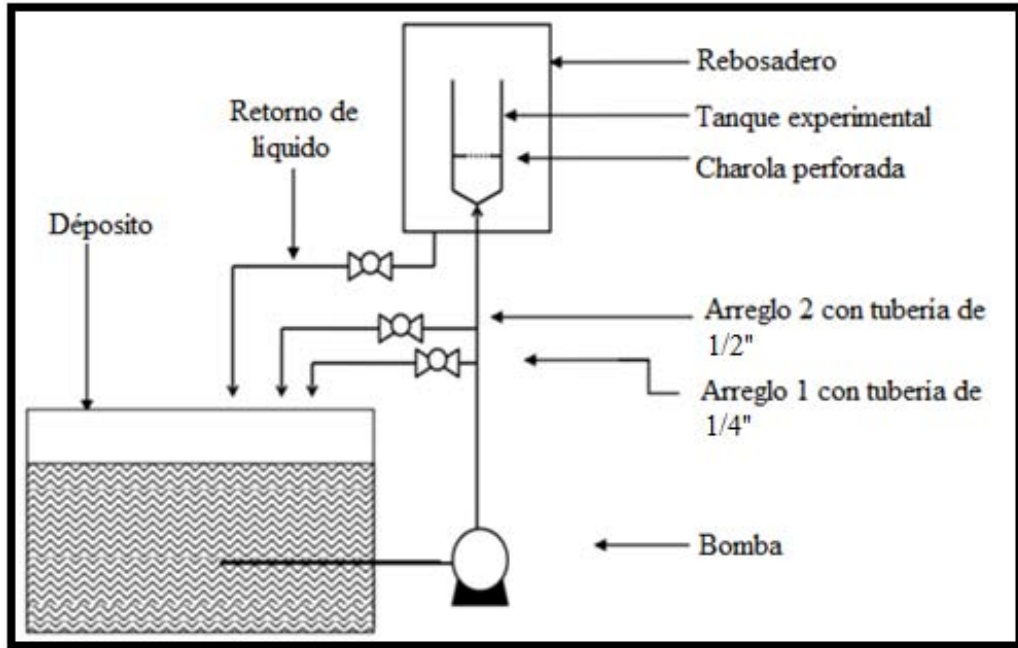 Rebosadero
Retorno de
liquido
Tanque experimental
Charola perforada
Déposito
Arreglo 2 con tuberia de
1/2"
Arreglo 1 con tuberia de
1/4"
Bomba